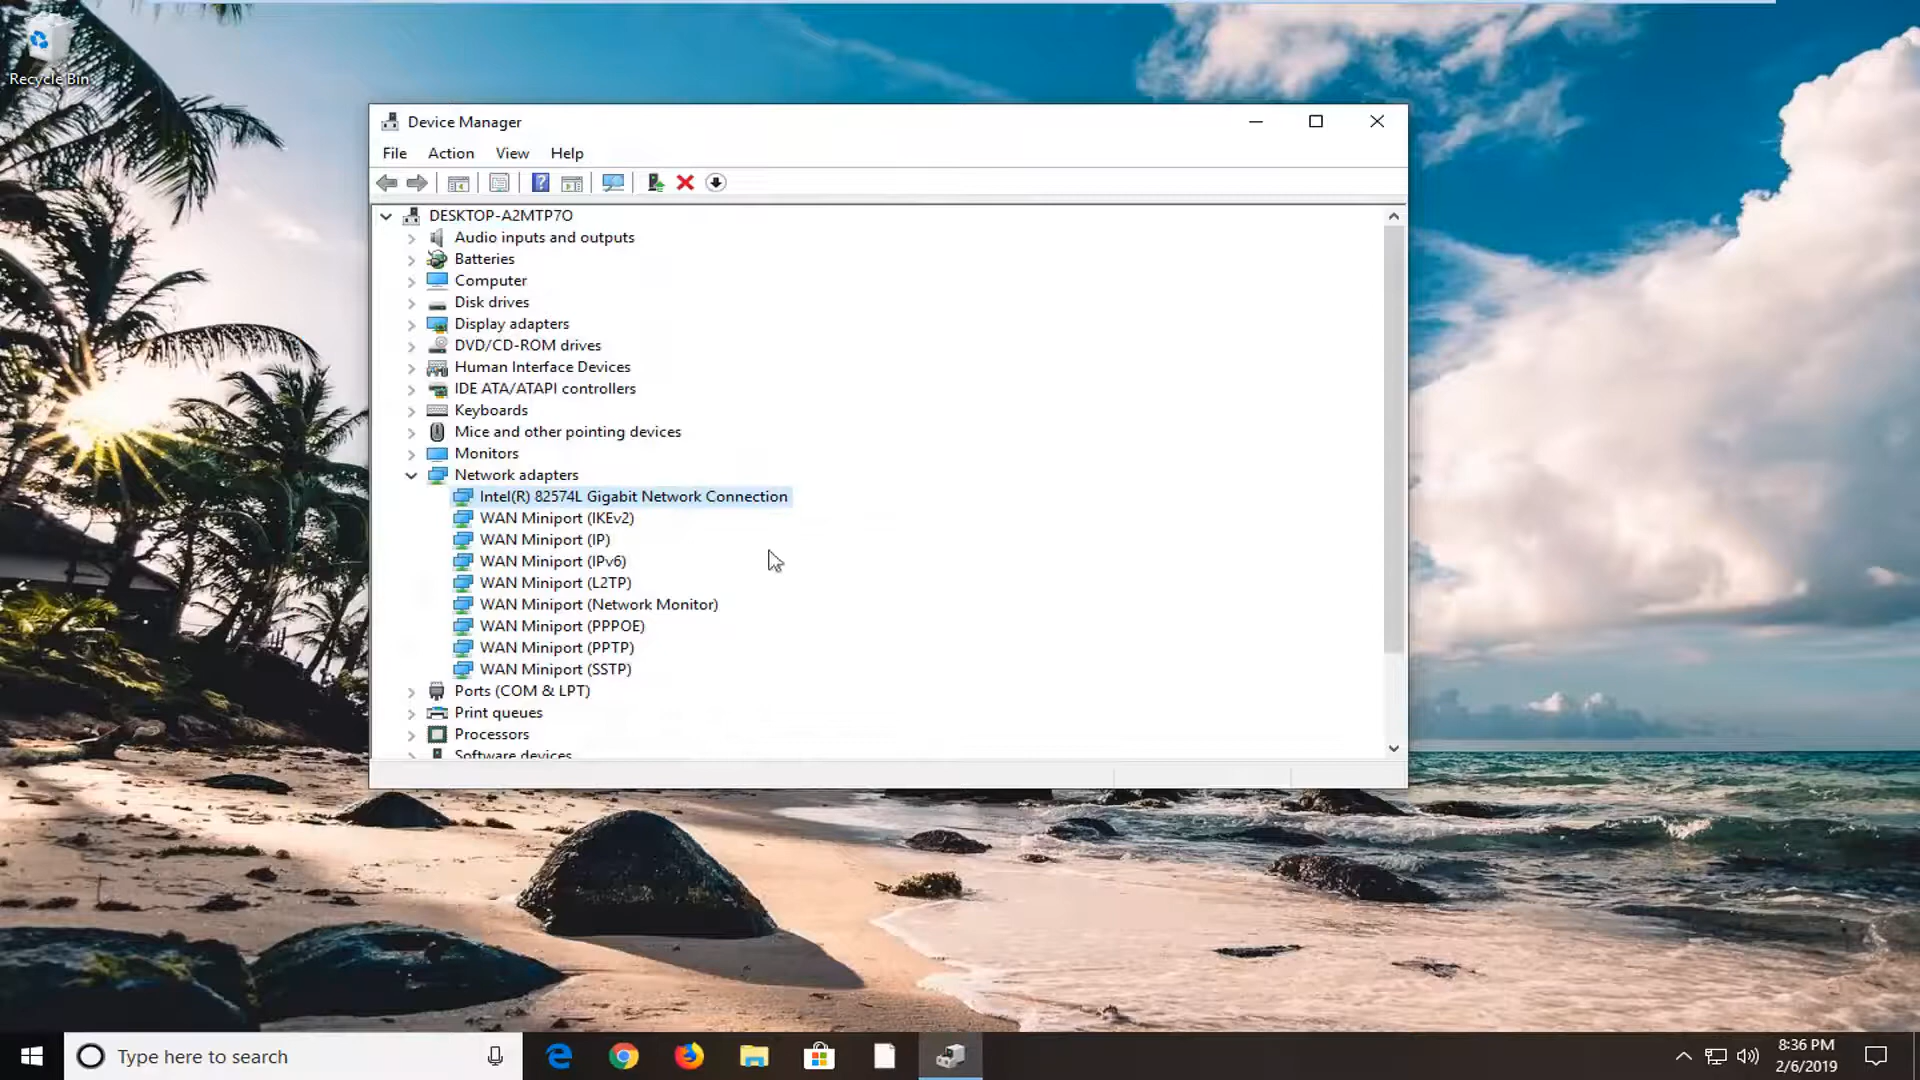 Recycle Bin
Device Manager
File Action View Help
DESKTOP-A2MTP7O
Audio inputs and outputs
Batteries
Computer
Disk drives
Display adapters
DVD/CD-ROM drives
Human Interface Devices
IDE ATA/ATAPI controllers
Keyboards
Mice and other pointing devices
Monitors
Network adapters
Intel(R) 82574L Gigabit Network Connection
WAN Miniport (IKEv2)
WAN Miniport (IP)
WAN Miniport (IPv6)
WAN Miniport (L2TP)
WAN Miniport (Network Monitor)
WAN Miniport (PPPOE)
WAN Miniport (PPTP)
WAN Miniport (SSTP)
Ports (COM & LPT)
Print queues
Processors
Software devices
Type here to search
8:36 PM
2/6/2019